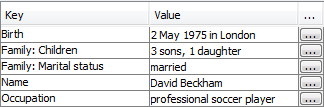 Key Value ...
Birth 2 May 1975 in London ...
Family: Children 3 sons, 1 daughter ...
Family: Marital status married ...
Name David Beckham ...
Occupation professional soccer player ...